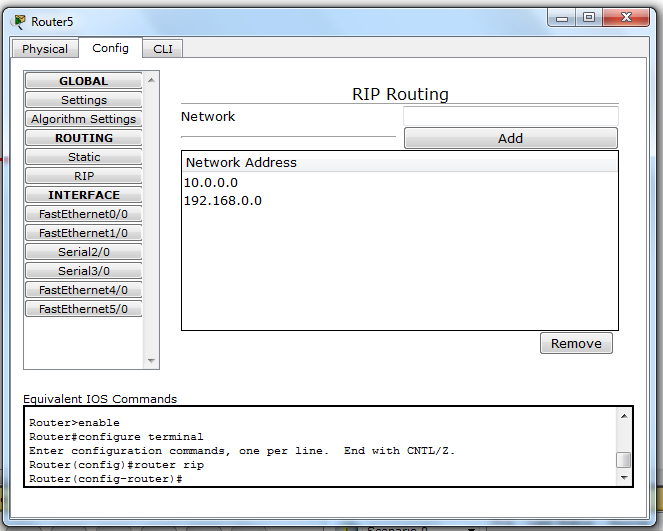 Router5
Physical Config CLI
GLOBAL
Settings
Algorithm Settings
ROUTING
Static
RIP
INTERFACE
FastEthernet0/0
FastEthernet1/0
Serial2/0
Serial3/0
FastEthernet4/0
FastEthernet5/0
RIP Routing
Network
Add
Network Address
10.0.0.0
192.168.0.0
Remove
Equivalent IOS Commands
Router>enable
Router#configure terminal
Enter configuration commands, one per line.  End with CNTL/Z.
Router(config)#router rip
Router(config-router)#
Scenario 0